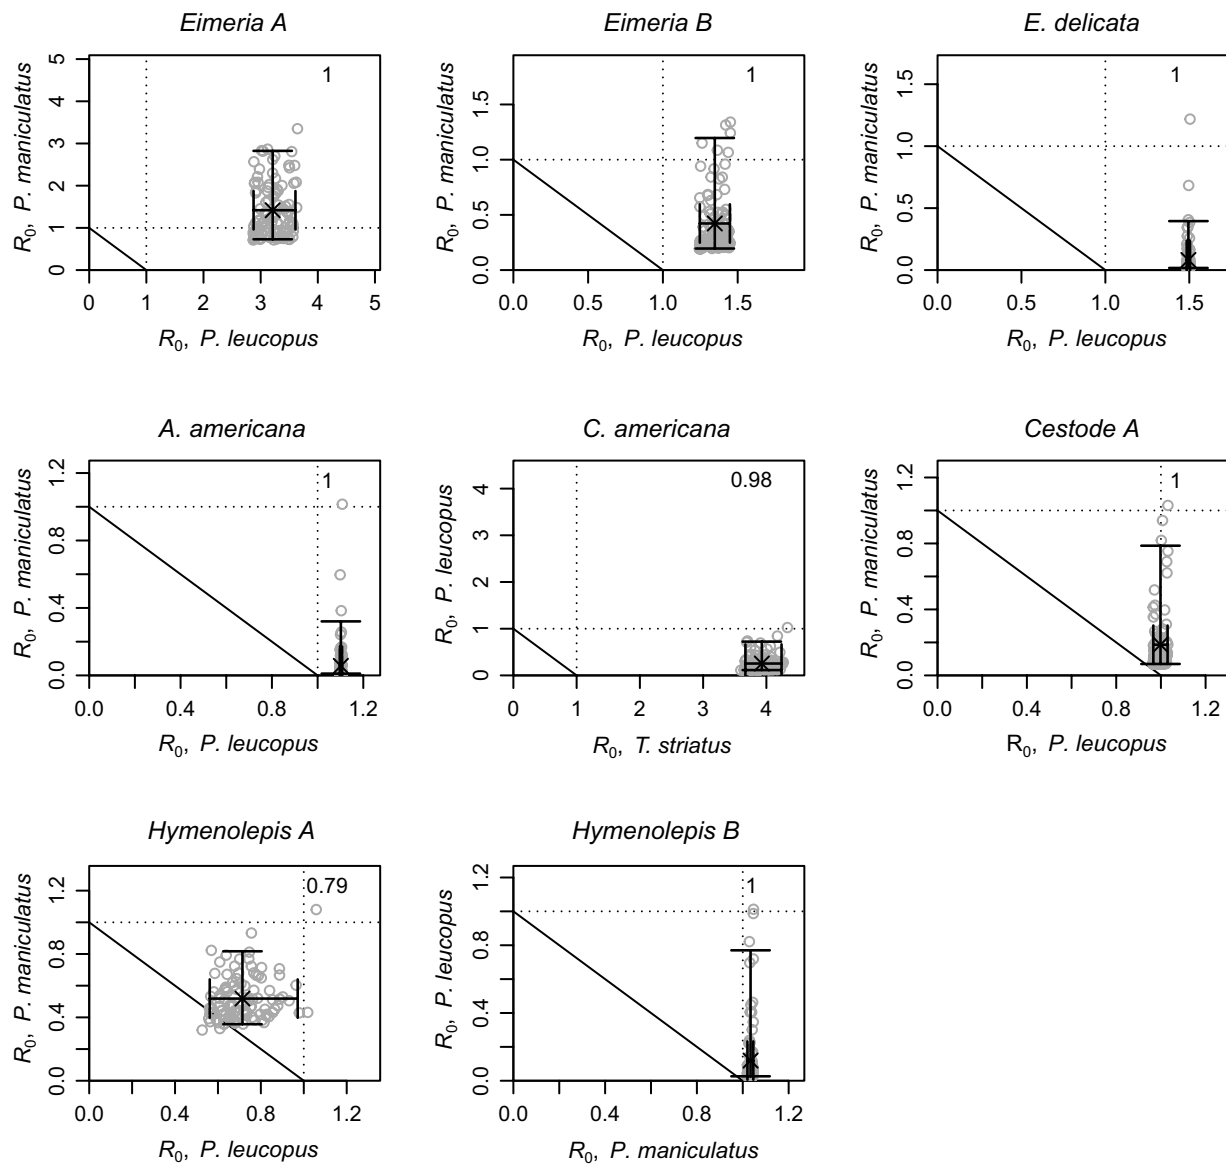 Eimeria A
1
R0, P. maniculatus
0 1 2 3 4 5
0 1 2 3 4 5
R0, P. leucopus
Eimeria B
1
R0, P. maniculatus
0.0 0.5 1.0 1.5
0.0 0.5 1.0 1.5
R0, P. leucopus
E. delicata
1
R0, P. maniculatus
0.0 0.5 1.0 1.5
0.0 0.5 1.0 1.5
R0, P. leucopus
A. americana
1
R0, P. maniculatus
0.0 0.4 0.8 1.2
0.0 0.4 0.8 1.2
R0, P. leucopus
C. americana
0.98
R0, P. leucopus
0 1 2 3 4
0 1 2 3 4
R0, T. striatus
Cestode A
1
R0, P. maniculatus
0.0 0.4 0.8 1.2
0.0 0.4 0.8 1.2
R0, P. leucopus
Hymenolepis A
0.79
R0, P. maniculatus
0.0 0.4 0.8 1.2
0.0 0.4 0.8 1.2
R0, P. leucopus
Hymenolepis B
1
R0, P. leucopus
0.0 0.4 0.8 1.2
0.0 0.4 0.8 1.2
R0, P. maniculatus